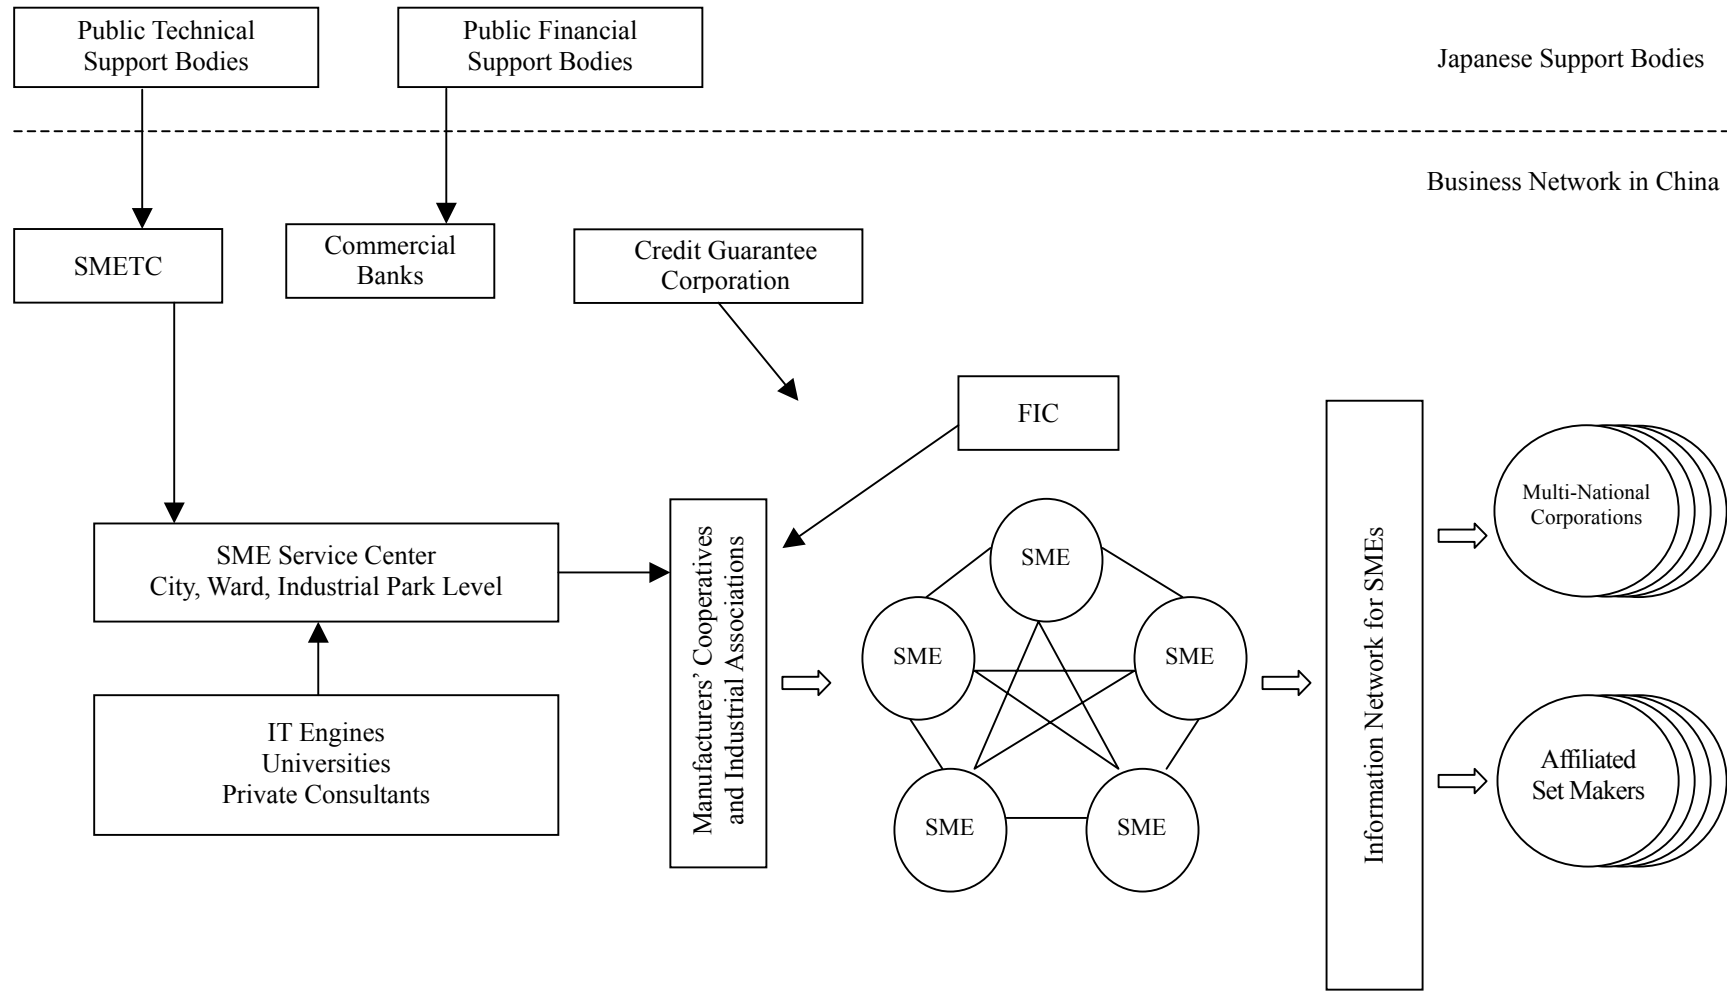 Public Technical
Support Bodies
Public Financial
Support Bodies
Japanese Support Bodies
Business Network in China
SMETC
Commercial
Banks
Credit Guarantee
Corporation
FIC
SME Service Center
City, Ward, Industrial Park Level
IT Engines
Universities
Private Consultants
Manufacturers’ Cooperatives
and Industrial Associations
SME
SME
SME
SME
SME
Information Network for SMEs
Multi-National
Corporations
Affiliated
Set Makers